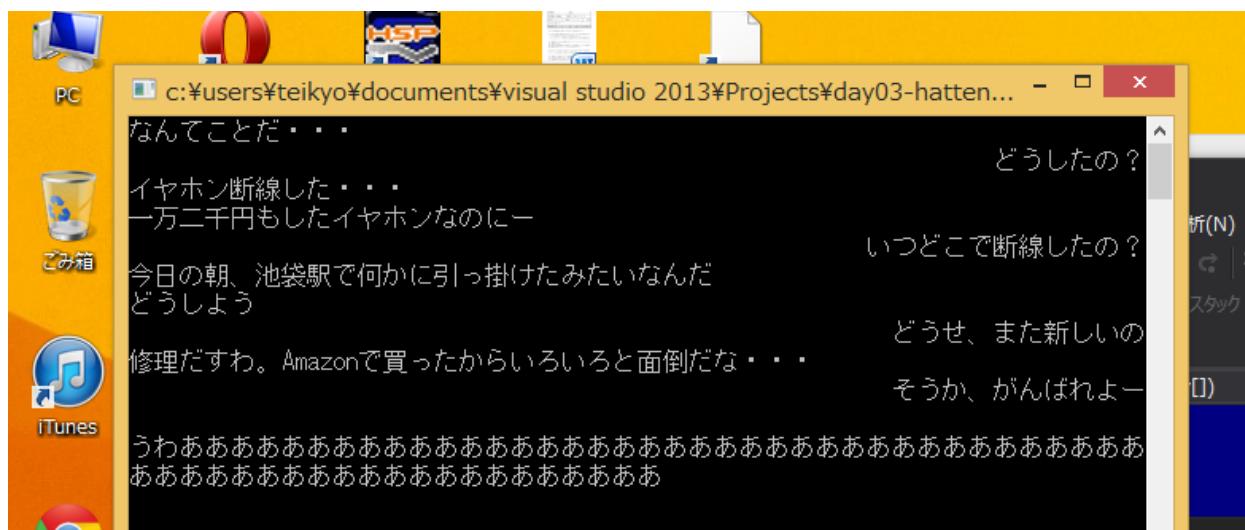 HSP
PC
c:¥users¥teikyo¥documents¥visual studio 2013¥Projects¥day03-hatten...
なんてことだ・・・
どうしたの？
イヤホン断線した・・・
一万二千円もしたイヤホンなのにー
いつどこで断線したの？
析(N)
ごみ箱
今日の朝、池袋駅で何かに引っ掛けたみたいなんだ
どうしよう
スタック
どうせ、また新しいの
修理だすわ。Amazonで買ったからいろいろと面倒だな・・・
そうか、がんばれよー
[])
iTunes
うわああああああああああああああああああああああああああああああああああああああ
あああああああああああああああああああああ